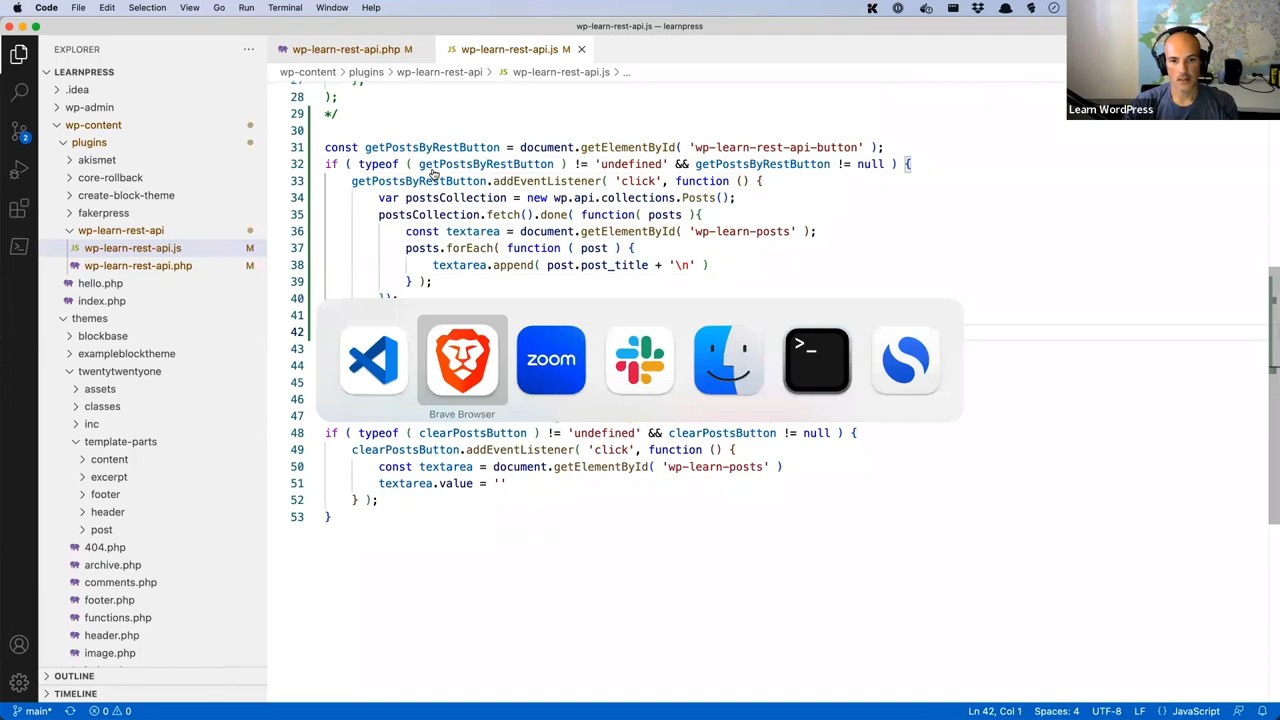 Code
File
Edit
Selection
View
Go
Run
Terminal
Window
Help
wp-learn-rest-api.js — learnpress
EXPLORER
LEARNPRESS
.idea
wp-admin
wp-content
plugins
akismet
core-rollback
create-block-theme
fakerpress
wp-learn-rest-api
wp-learn-rest-api.js M
wp-learn-rest-api.php M
hello.php
index.php
themes
blockbase
exampleblocktheme
twentytwentyone
assets
classes
inc
template-parts
content
excerpt
footer
header
post
404.php
archive.php
comments.php
footer.php
functions.php
header.php
image.php
OUTLINE
TIMELINE
2
wp-learn-rest-api.php M
wp-learn-rest-api.js M
wp-content > plugins > wp-learn-rest-api > JS wp-learn-rest-api.js > ...
28 );
29 */
30
31 const getPostsByRestButton = document.getElementById( 'wp-learn-rest-api-button' );
32 if ( typeof ( getPostsByRestButton ) != 'undefined' && getPostsByRestButton != null ) {
33 getPostsByRestButton.addEventListener( 'click', function () {
34 var postsCollection = new wp.api.collections.Posts();
35 postsCollection.fetch().done( function( posts ){
36 const textarea = document.getElementById( 'wp-learn-posts' );
37 posts.forEach( function ( post ) {
38 textarea.append( post.post_title + '\n' )
39 } );
40 });
41
42
43
44
45
46
47
48 if ( typeof ( clearPostsButton ) != 'undefined' && clearPostsButton != null ) {
49 clearPostsButton.addEventListener( 'click', function () {
50 const textarea = document.getElementById( 'wp-learn-posts' )
51 textarea.value = ''
52 } );
53 }
zoom
>_
Brave Browser
Learn WordPress
main*
0 0
Ln 42, Col 1
Spaces: 4
UTF-8
LF
{ } JavaScript